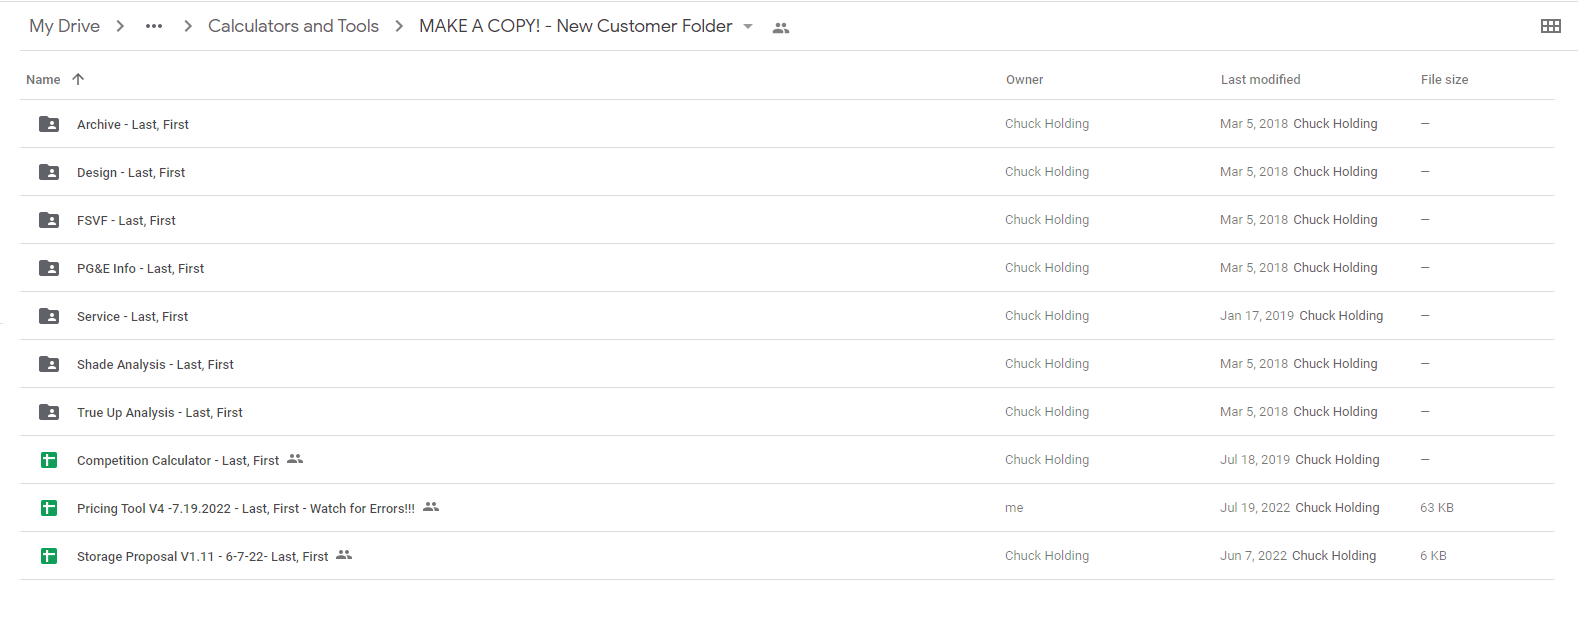 My Drive > ... > Calculators and Tools > MAKE A COPY! - New Customer Folder
Name Owner Last modified File size
Archive - Last, First Chuck Holding Mar 5, 2018 Chuck Holding –
Design - Last, First Chuck Holding Mar 5, 2018 Chuck Holding –
FSVF - Last, First Chuck Holding Mar 5, 2018 Chuck Holding –
PG&E Info - Last, First Chuck Holding Mar 5, 2018 Chuck Holding –
Service - Last, First Chuck Holding Jan 17, 2019 Chuck Holding –
Shade Analysis - Last, First Chuck Holding Mar 5, 2018 Chuck Holding –
True Up Analysis - Last, First Chuck Holding Mar 5, 2018 Chuck Holding –
Competition Calculator - Last, First Chuck Holding Jul 18, 2019 Chuck Holding –
Pricing Tool V4 -7.19.2022 - Last, First - Watch for Errors!!! me Jul 19, 2022 Chuck Holding 63 KB
Storage Proposal V1.11 - 6-7-22- Last, First Chuck Holding Jun 7, 2022 Chuck Holding 6 KB